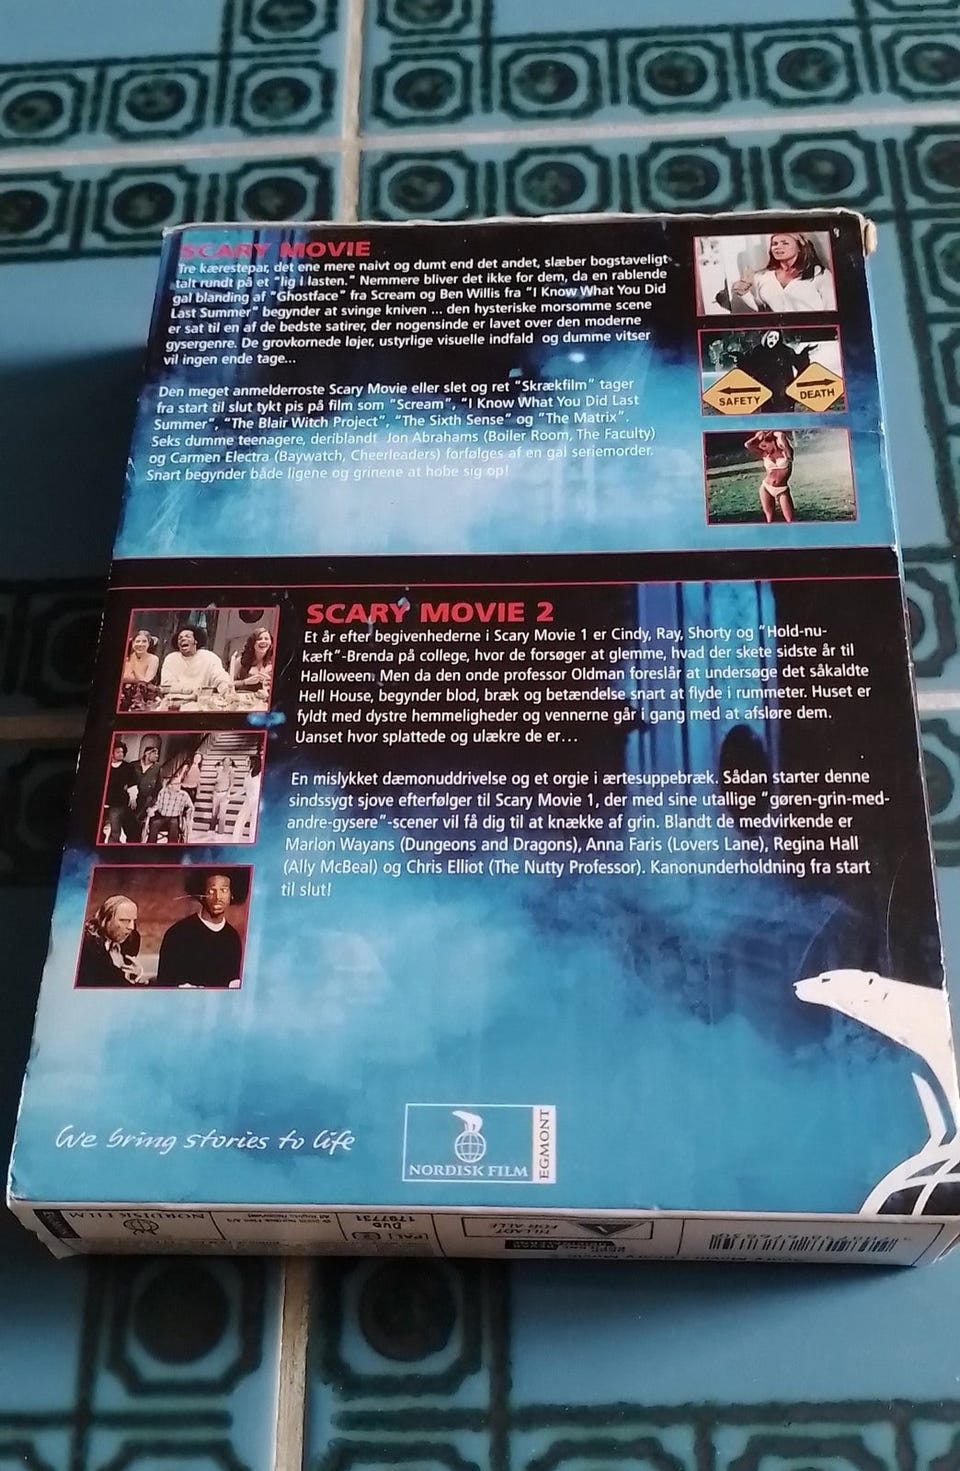 SCARY MOVIE
Tre kærestepar, det ene mere naivt og dumt end det andet, slæber bogstaveligt
talt rundt på et "lig i lasten." Nemmere bliver det ikke for dem, da en rablende
gal blanding af "Ghostface" fra Scream og Ben Willis fra "I Know What You Did
Last Summer" begynder at svinge kniven ... den hysteriske morsomme scene
er sat til en af de bedste satirer, der nogensinde er lavet over den moderne
gysergenre. De grovkornede løjer, ustyrlige visuelle indfald og dumme vitser
vil ingen ende tage...
SAFETY
DEATH
Den meget anmelderroste Scary Movie eller slet og ret "Skrækfilm" tager
fra start til slut tykt pis på film som "Scream", "I Know What You Did Last
Summer", "The Blair Witch Project", "The Sixth Sense" og "The Matrix".
Seks dumme teenagere, deriblandt Jon Abrahams (Boiler Room, The Faculty)
og Carmen Electra (Baywatch, Cheerleaders) forfølges af en gal seriemorder.
Snart begynder både ligene og grinene at hobe sig op!
SCARY MOVIE 2
Et år efter begivenhederne i Scary Movie 1 er Cindy, Ray, Shorty og "Hold-nu-
kæft"-Brenda på college, hvor de forsøger at glemme, hvad der skete sidste år til
Halloween. Men da den onde professor Oldman foreslår at undersøge det såkaldte
Hell House, begynder blod, bræk og betændelse snart at flyde i rummeter. Huset er
fyldt med dystre hemmeligheder og vennerne går i gang med at afsløre dem.
Uanset hvor splattede og ulækre de er...
En mislykket dæmonuddrivelse og et orgie i ærtesuppebræk. Sådan starter denne
sindssygt sjove efterfølger til Scary Movie 1, der med sine utallige "gøren-grin-med-
andre-gysere"-scener vil få dig til at knække af grin. Blandt de medvirkende er
Marlon Wayans (Dungeons and Dragons), Anna Faris (Lovers Lane), Regina Hall
(Ally McBeal) og Chris Elliot (The Nutty Professor). Kanonunderholdning fra start
til slut!
We bring stories to life
NORDISK FILM
EGMONT
NORDISK FILM
DVD
1797731
PAL
TILLADT
FOR ALLE